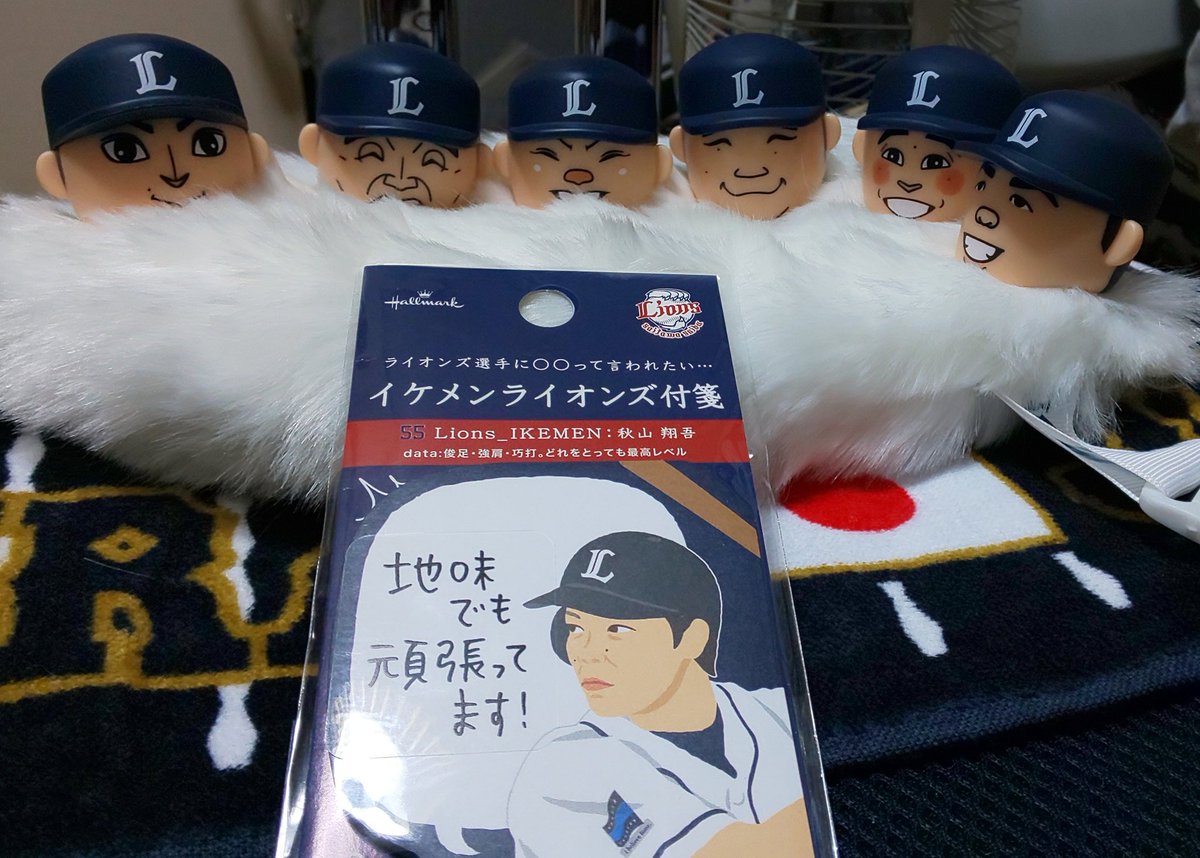 L
L
L
L
L
L
Hallmark
Lions
ライオンズ選手に〇〇って言われたい…
イケメンライオンズ付箋
55 Lions_IKEMEN：秋山 翔吾
data:俊足・強肩・巧打。どれをとっても最高レベル
L
地味
でも
頑張って
ます!